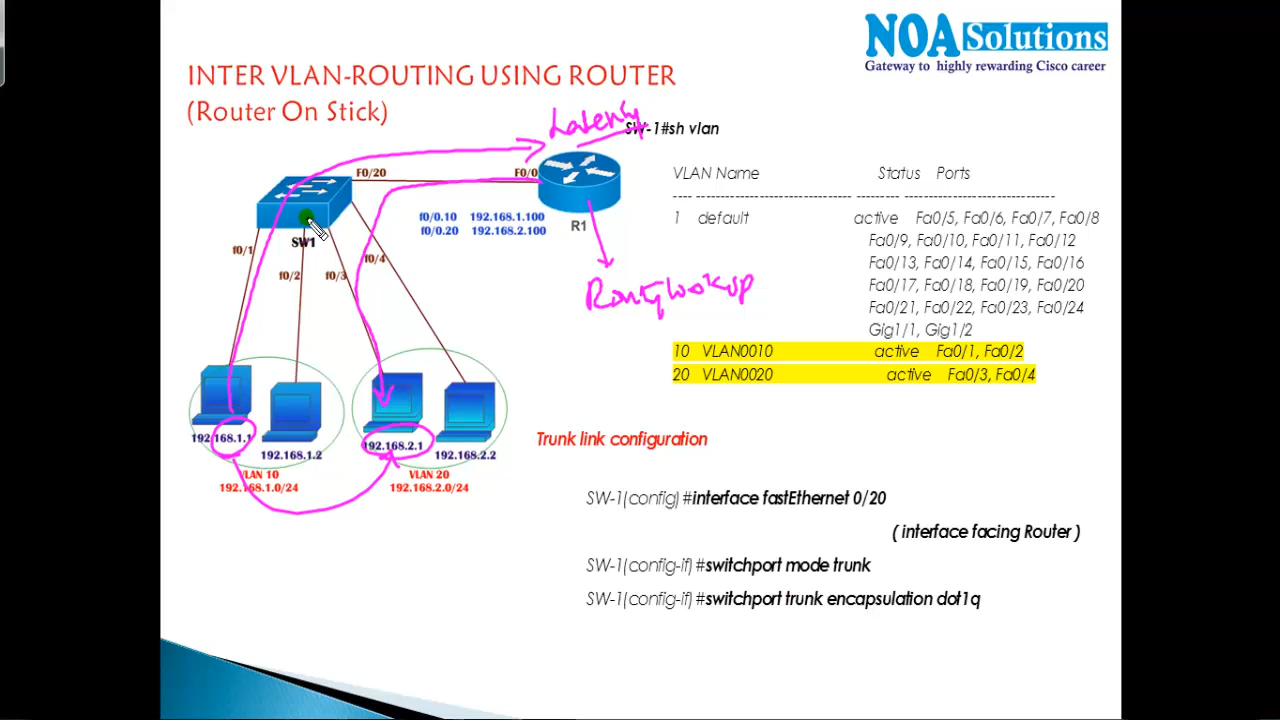 NOA Solutions
Gateway to highly rewarding Cisco career
INTER VLAN-ROUTING USING ROUTER
(Router On Stick)
Latency
SW-1#sh vlan
F0/20
F0/0
f0/0.10 192.168.1.100
f0/0.20 192.168.2.100
R1
SW1
f0/1
f0/2
f0/3
f0/4
Routing lookup
192.168.1.1
192.168.1.2
192.168.2.1
192.168.2.2
VLAN 10
192.168.1.0/24
VLAN 20
192.168.2.0/24
VLAN Name Status Ports
---- -------------------------------- --------- -------------------------------
1 default active Fa0/5, Fa0/6, Fa0/7, Fa0/8
Fa0/9, Fa0/10, Fa0/11, Fa0/12
Fa0/13, Fa0/14, Fa0/15, Fa0/16
Fa0/17, Fa0/18, Fa0/19, Fa0/20
Fa0/21, Fa0/22, Fa0/23, Fa0/24
Gig1/1, Gig1/2
10 VLAN0010 active Fa0/1, Fa0/2
20 VLAN0020 active Fa0/3, Fa0/4
Trunk link configuration
SW-1(config)#interface fastEthernet 0/20
( interface facing Router )
SW-1(config-if)#switchport mode trunk
SW-1(config-if)#switchport trunk encapsulation dot1q